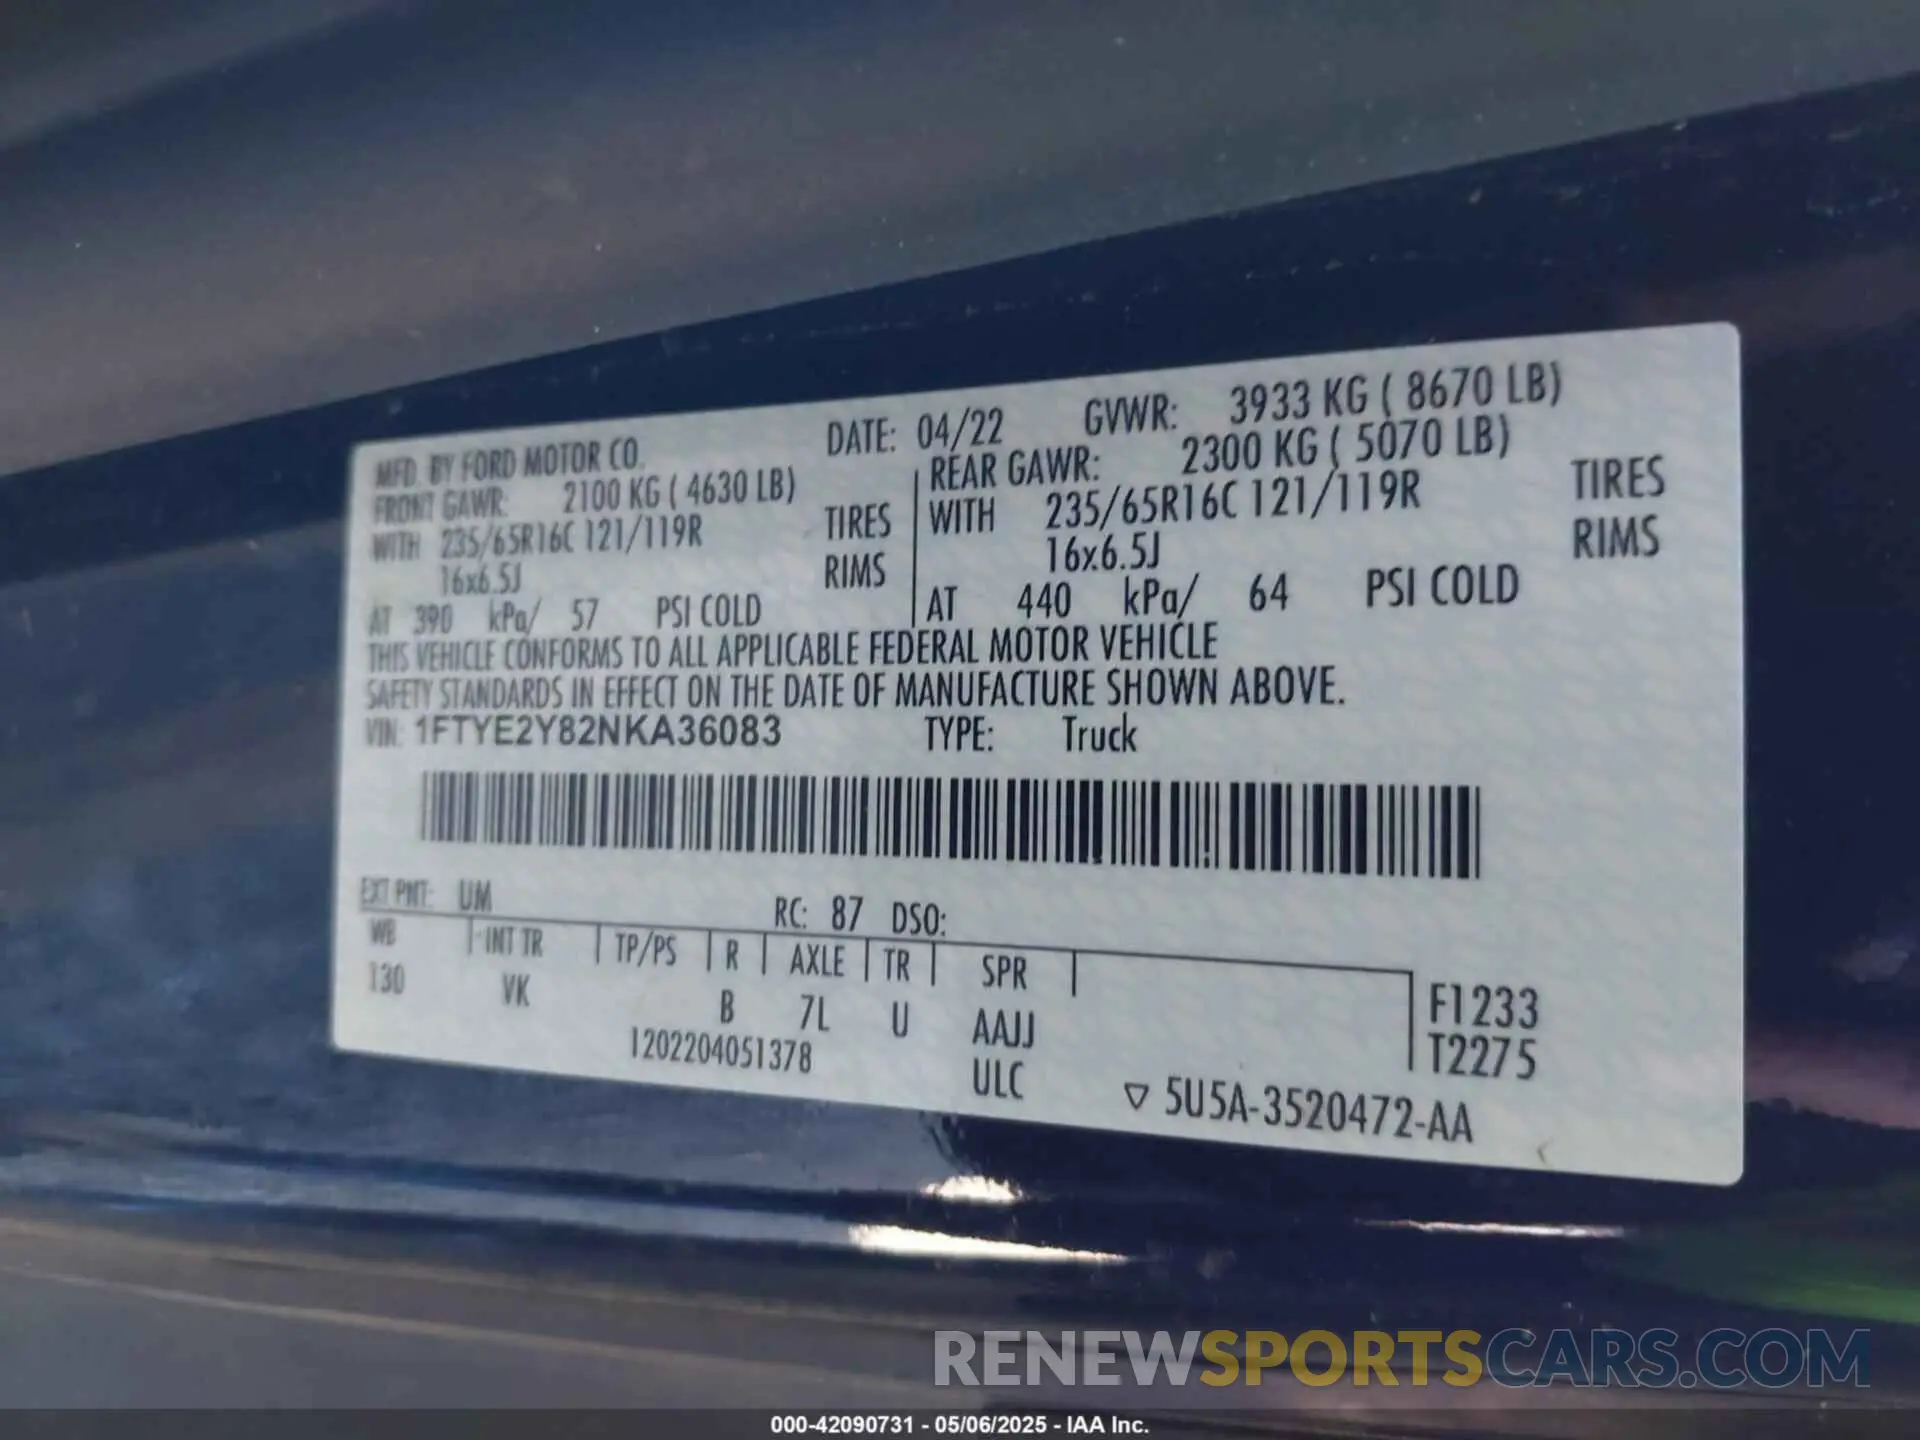 MFD. BY FORD MOTOR CO. DATE: 04/22 GVWR: 3933 KG ( 8670 LB)
FRONT GAWR: 2100 KG ( 4630 LB) REAR GAWR: 2300 KG ( 5070 LB)
WITH 235/65R16C 121/119R TIRES WITH 235/65R16C 121/119R TIRES
16x6.5J RIMS 16x6.5J RIMS
AT 390 kPa/ 57 PSI COLD AT 440 kPa/ 64 PSI COLD
THIS VEHICLE CONFORMS TO ALL APPLICABLE FEDERAL MOTOR VEHICLE
SAFETY STANDARDS IN EFFECT ON THE DATE OF MANUFACTURE SHOWN ABOVE.
VIN: 1FTYE2Y82NKA36083 TYPE: Truck
EXT PNT: UM RC: 87 DSO:
WB INT TR TP/PS R AXLE TR SPR
130 VK B 7L U AAJJ F1233
1202204051378 ULC T2275
▽ 5U5A-3520472-AA
RENEWSPORTSCARS.COM
000-42090731 - 05/06/2025 - IAA Inc.